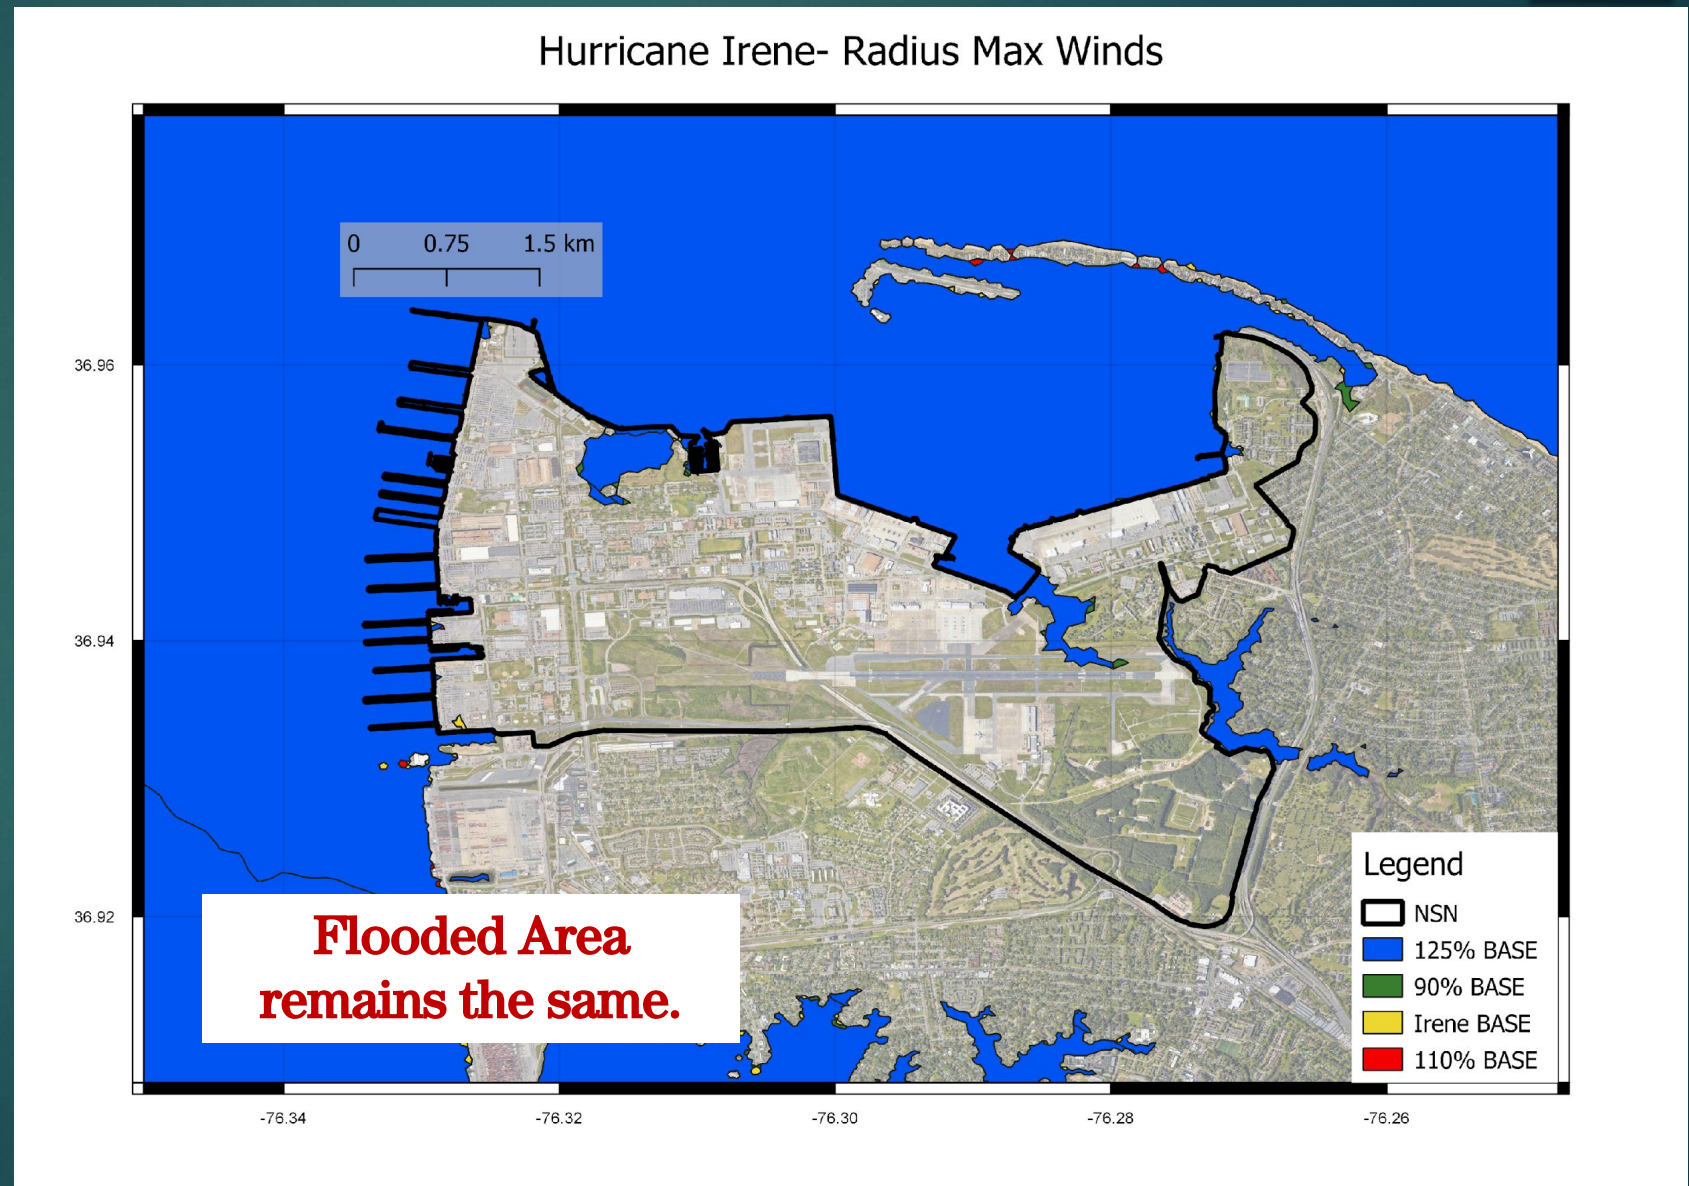 Hurricane Irene- Radius Max Winds
0 0.75 1.5 km
36.96
36.94
36.92
Flooded Area
remains the same.
Legend
NSN
125% BASE
90% BASE
Irene BASE
110% BASE
-76.34 -76.32 -76.30 -76.28 -76.26